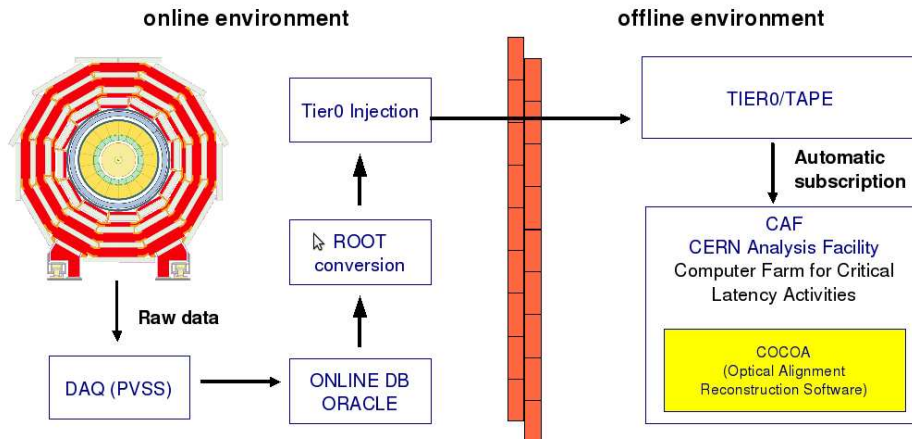 online environment
offline environment
Tier0 Injection
TIER0/TAPE
Automatic
subscription
ROOT
conversion
CAF
CERN Analysis Facility
Computer Farm for Critical
Latency Activities
Raw data
DAQ (PVSS)
ONLINE DB
ORACLE
COCOA
(Optical Alignment
Reconstruction Software)